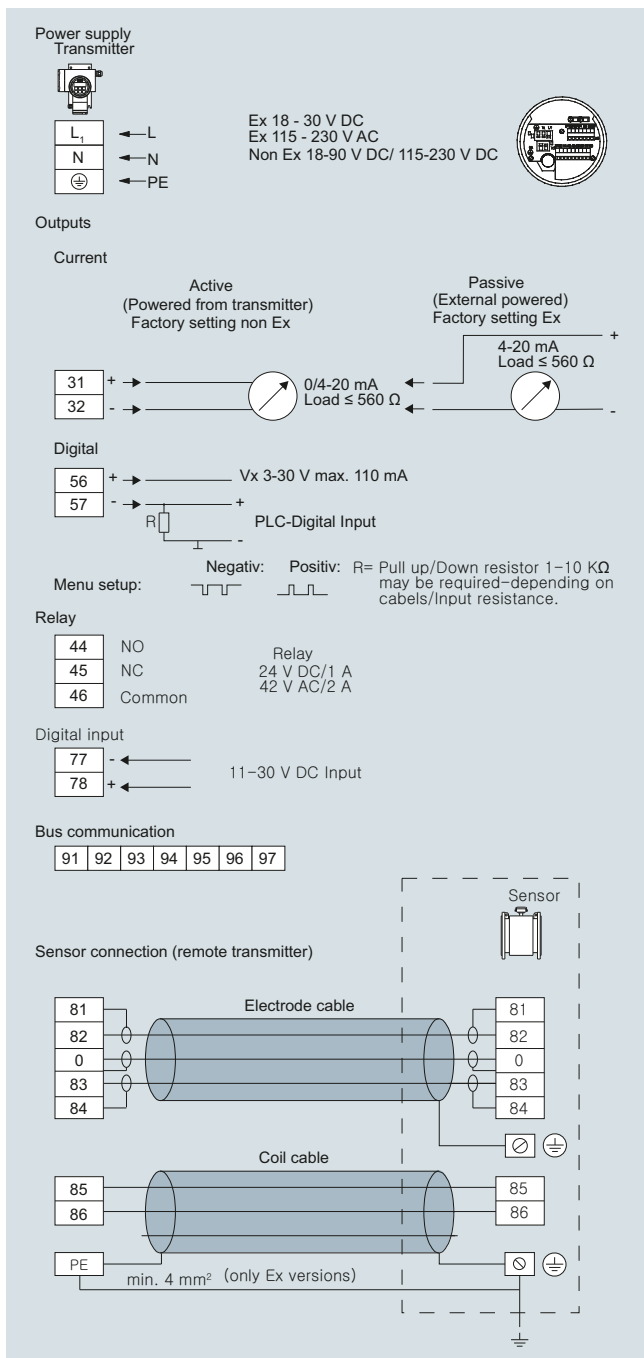 Power supply
Transmitter
L₁ L
N N
PE
Ex 18 - 30 V DC
Ex 115 - 230 V AC
Non Ex 18-90 V DC/ 115-230 V DC
Outputs
Current
Active
(Powered from transmitter)
Factory setting non Ex
Passive
(External powered)
Factory setting Ex
+
4-20 mA
Load ≤ 560 Ω
31 +
32 -
0/4-20 mA
Load ≤ 560 Ω
-
Digital
56 + Vx 3-30 V max. 110 mA
57 - +
R PLC-Digital Input
-
Menu setup:
Negativ: Positiv:
R= Pull up/Down resistor 1-10 KΩ
may be required-depending on
cabels/Input resistance.
Relay
44 NO
45 NC
46 Common
Relay
24 V DC/1 A
42 V AC/2 A
Digital input
77 -
78 +
11-30 V DC Input
Bus communication
91 92 93 94 95 96 97
Sensor
Sensor connection (remote transmitter)
Electrode cable
81 81
82 82
0 0
83 83
84 84
Coil cable
85 85
86 86
PE
min. 4 mm² (only Ex versions)